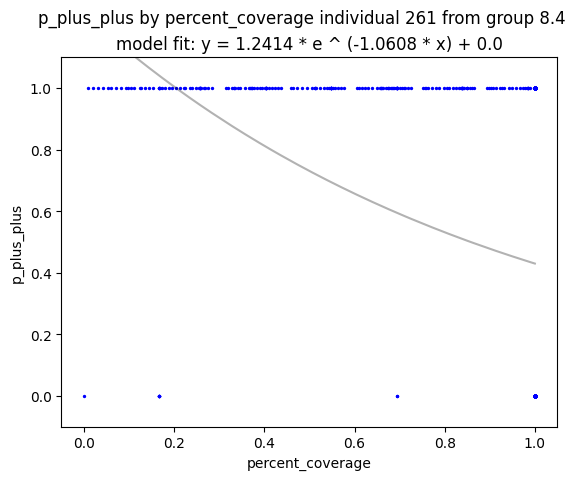 p_plus_plus by percent_coverage individual 261 from group 8.4
model fit: y = 1.2414 * e ^ (-1.0608 * x) + 0.0
1.0
0.8
0.6
0.4
0.2
0.0
p_plus_plus
0.0 0.2 0.4 0.6 0.8 1.0
percent_coverage